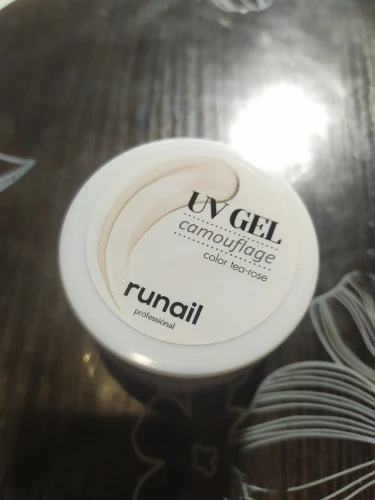 UV GEL
camouflage
color tea-rose
runail
professional